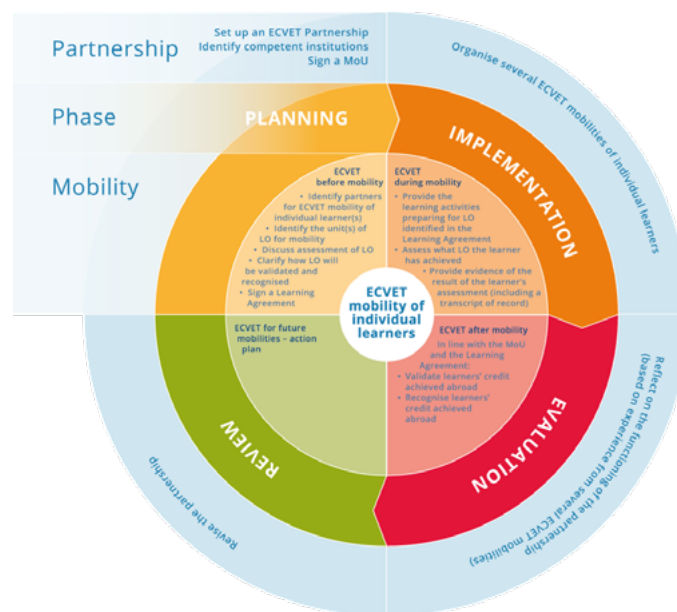 Partnership
Set up an ECVET Partnership
Identify competent institutions
Sign a MoU
Organise several ECVET mobilities of individual learners
Phase
PLANNING
IMPLEMENTATION
Mobility
ECVET
before mobility
• Identify partners
for ECVET mobility of
individual learner(s)
• Identify the unit(s) of
LO for mobility
• Discuss assessment of LO
• Clarify how LO will
be validated and
recognised
• Sign a Learning
Agreement
ECVET
during mobility
• Provide the
learning activities
preparing for LO
identified in the
Learning Agreement
• Assess what LO the learner
has achieved
• Provide evidence of the
result of the learner's
assessment (including a
transcript of record)
ECVET
mobility of
individual
learners
ECVET for future
mobilities – action
plan
ECVET after mobility
In line with the MoU
and the Learning
Agreement:
• Validate learners' credit
achieved abroad
• Recognise learners'
credit achieved
abroad
REVIEW
EVALUATION
Revise the partnership
Reflect on the functioning of the partnership
(based on experience from several ECVET mobilities)